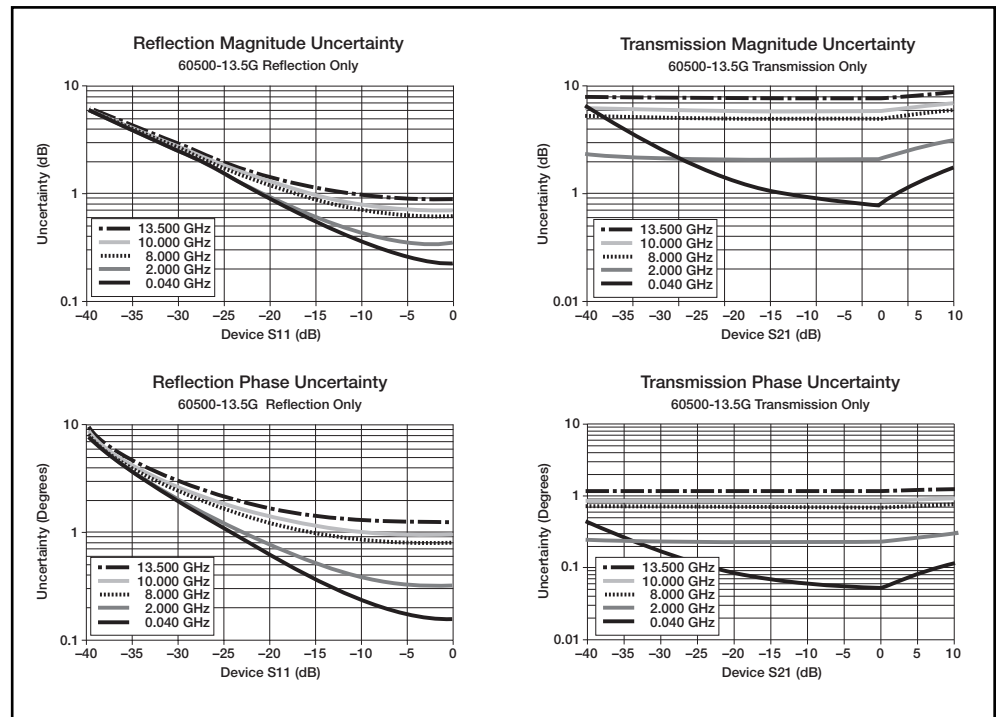 Reflection Magnitude Uncertainty
60500-13.5G Reflection Only
Uncertainty (dB)
10
1
0.1
13.500 GHz
10.000 GHz
8.000 GHz
2.000 GHz
0.040 GHz
−40 −35 −30 −25 −20 −15 −10 −5 0
Device S11 (dB)
Transmission Magnitude Uncertainty
60500-13.5G Transmission Only
Uncertainty (dB)
10
1
0.01
13.500 GHz
10.000 GHz
8.000 GHz
2.000 GHz
0.040 GHz
−40 −35 −30 −25 −20 −15 −10 −5 0 5 10
Device S21 (dB)
Reflection Phase Uncertainty
60500-13.5G Reflection Only
Uncertainty (Degrees)
10
1
0.1
13.500 GHz
10.000 GHz
8.000 GHz
2.000 GHz
0.040 GHz
−40 −35 −30 −25 −20 −15 −10 −5 0
Device S11 (dB)
Transmission Phase Uncertainty
60500-13.5G Transmission Only
Uncertainty (Degrees)
10
1
0.1
0.01
13.500 GHz
10.000 GHz
8.000 GHz
2.000 GHz
0.040 GHz
−40 −35 −30 −25 −20 −15 −10 −5 0 5 10
Device S21 (dB)